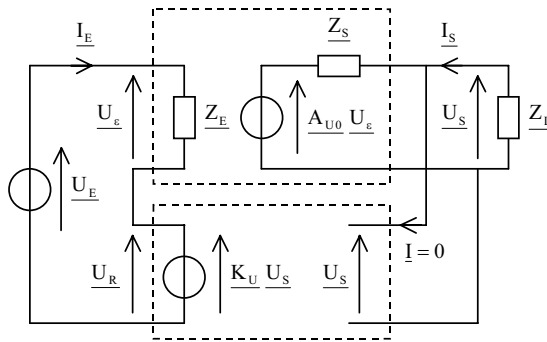 I_E Z_S I_S
U_ε Z_E A_U0 U_ε U_S Z_L
U_E
U_R K_U U_S U_S I = 0